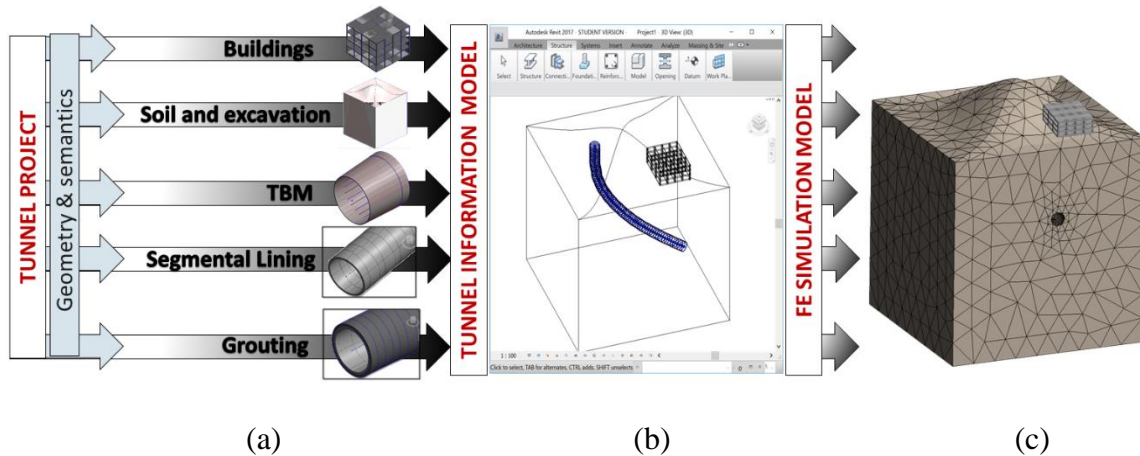 TUNNEL PROJECT
Geometry & semantics
Buildings
Soil and excavation
TBM
Segmental Lining
Grouting
TUNNEL INFORMATION MODEL
Autodesk Revit 2017 - STUDENT VERSION - Project1 - 3D View: {3D}
Architecture Structure Systems Insert Annotate Analyze Massing & Site
Select Structure Connecti... Foundati... Reinforc... Model Opening Datum Work Pla...
1 : 100
Click to select, TAB for alternates, CTRL adds, SHIFT unselects
FE SIMULATION MODEL
(a) (b) (c)